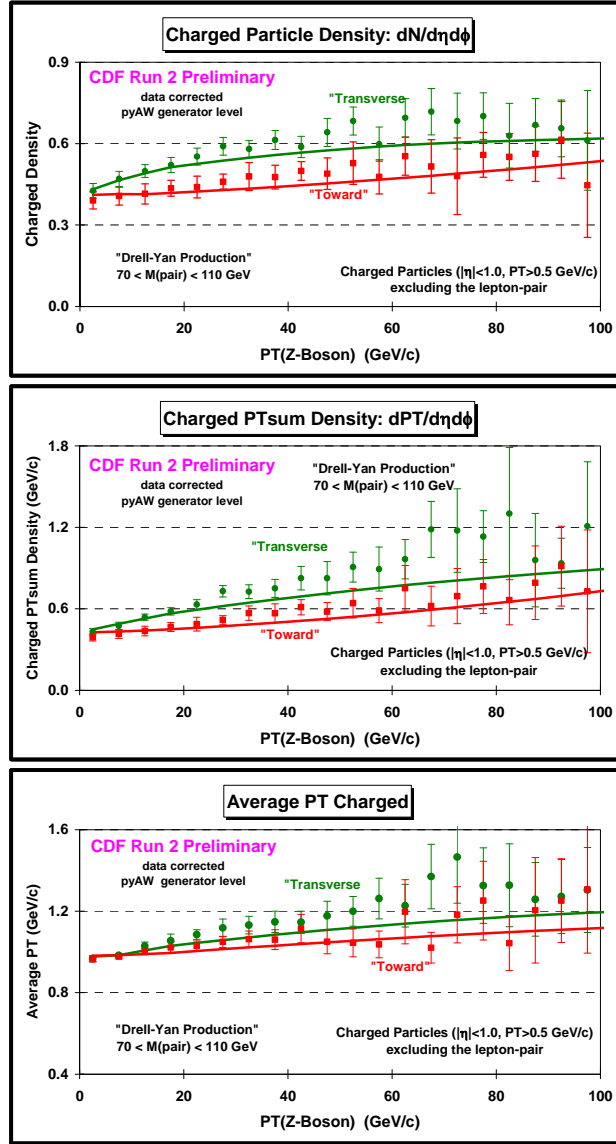 Charged Particle Density: dN/dηdϕ
0.9
CDF Run 2 Preliminary
data corrected
pyAW generator level
"Transverse
0.6
"Toward"
0.3
"Drell-Yan Production"
70 < M(pair) < 110 GeV
Charged Particles (|η|<1.0, PT>0.5 GeV/c)
excluding the lepton-pair
0.0
Charged Density
0 20 40 60 80 100
PT(Z-Boson) (GeV/c)
Charged PTsum Density: dPT/dηdϕ
1.8
CDF Run 2 Preliminary
data corrected
pyAW generator level
"Drell-Yan Production"
70 < M(pair) < 110 GeV
1.2
"Transverse
0.6
"Toward"
Charged Particles (|η|<1.0, PT>0.5 GeV/c)
excluding the lepton-pair
0.0
Charged PTsum Density (GeV/c)
0 20 40 60 80 100
PT(Z-Boson) (GeV/c)
Average PT Charged
1.6
CDF Run 2 Preliminary
data corrected
pyAW generator level
"Transverse
1.2
"Toward"
0.8
"Drell-Yan Production"
70 < M(pair) < 110 GeV
Charged Particles (|η|<1.0, PT>0.5 GeV/c)
excluding the lepton-pair
0.4
Average PT (GeV/c)
0 20 40 60 80 100
PT(Z-Boson) (GeV/c)